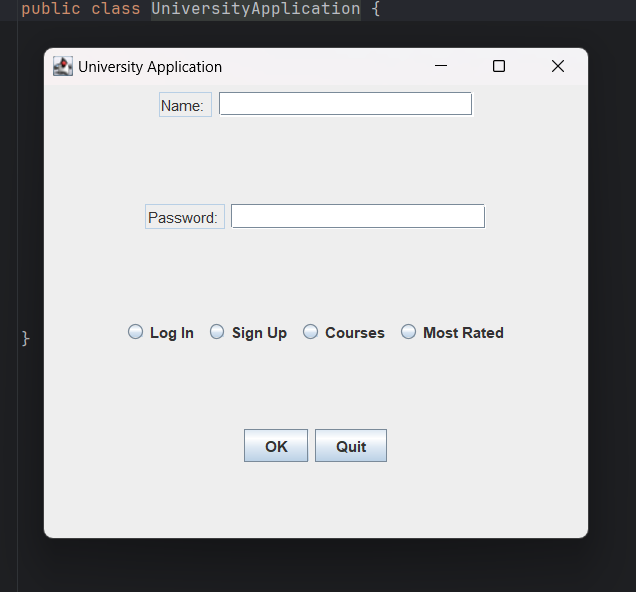 public class UniversityApplication {
University Application
Name:
Password:
Log In Sign Up Courses Most Rated
}
OK Quit